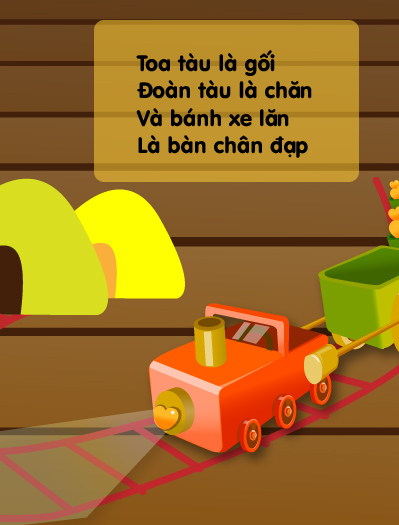 Toa tàu là gối
Đoàn tàu là chăn
Và bánh xe lăn
Là bàn chân đạp